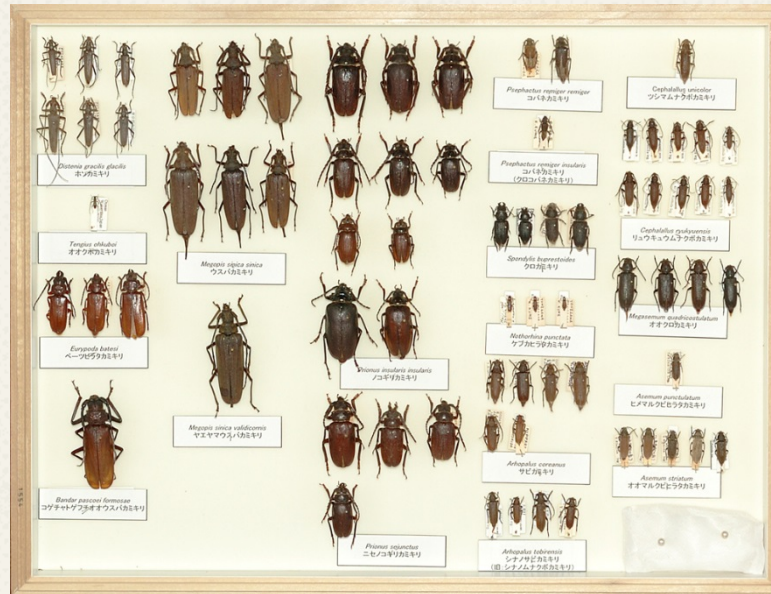 Distenia gracilis glacilis
ホソカミキリ
Tengius ohkuboi
オオクボカミキリ
Eurypoda batesi
ベーツヒラタカミキリ
Bandar pascoei formosae
コゲチャトゲフチオオウスバカミキリ
Megopis sipica sinica
ウスバカミキリ
Megopis sinica validicornis
ヤエヤマウスバカミキリ
Prionus insularis insularis
ノコギリカミキリ
Prionus sejunctus
ニセノコギリカミキリ
Psephactus remiger remiger
コバネカミキリ
Psephactus remiger insularis
コバネカミキリ
(クロコバネカミキリ)
Spondylis buprestoides
クロカミキリ
Nothorhina punctata
ケブカヒラタカミキリ
Arhopalus coreanus
サビカミキリ
Arhopalus tobirensis
シナノサビカミキリ
(旧 シナノムナクボカミキリ)
Cephalallus unicolor
ツシマムナクボカミキリ
Cephalallus ryukyuensis
リュウキュウムナクボカミキリ
Megasemum quadricostulatum
オオクロカミキリ
Asemum punctulatum
ヒメマルクビヒラタカミキリ
Asemum striatum
オオマルクビヒラタカミキリ